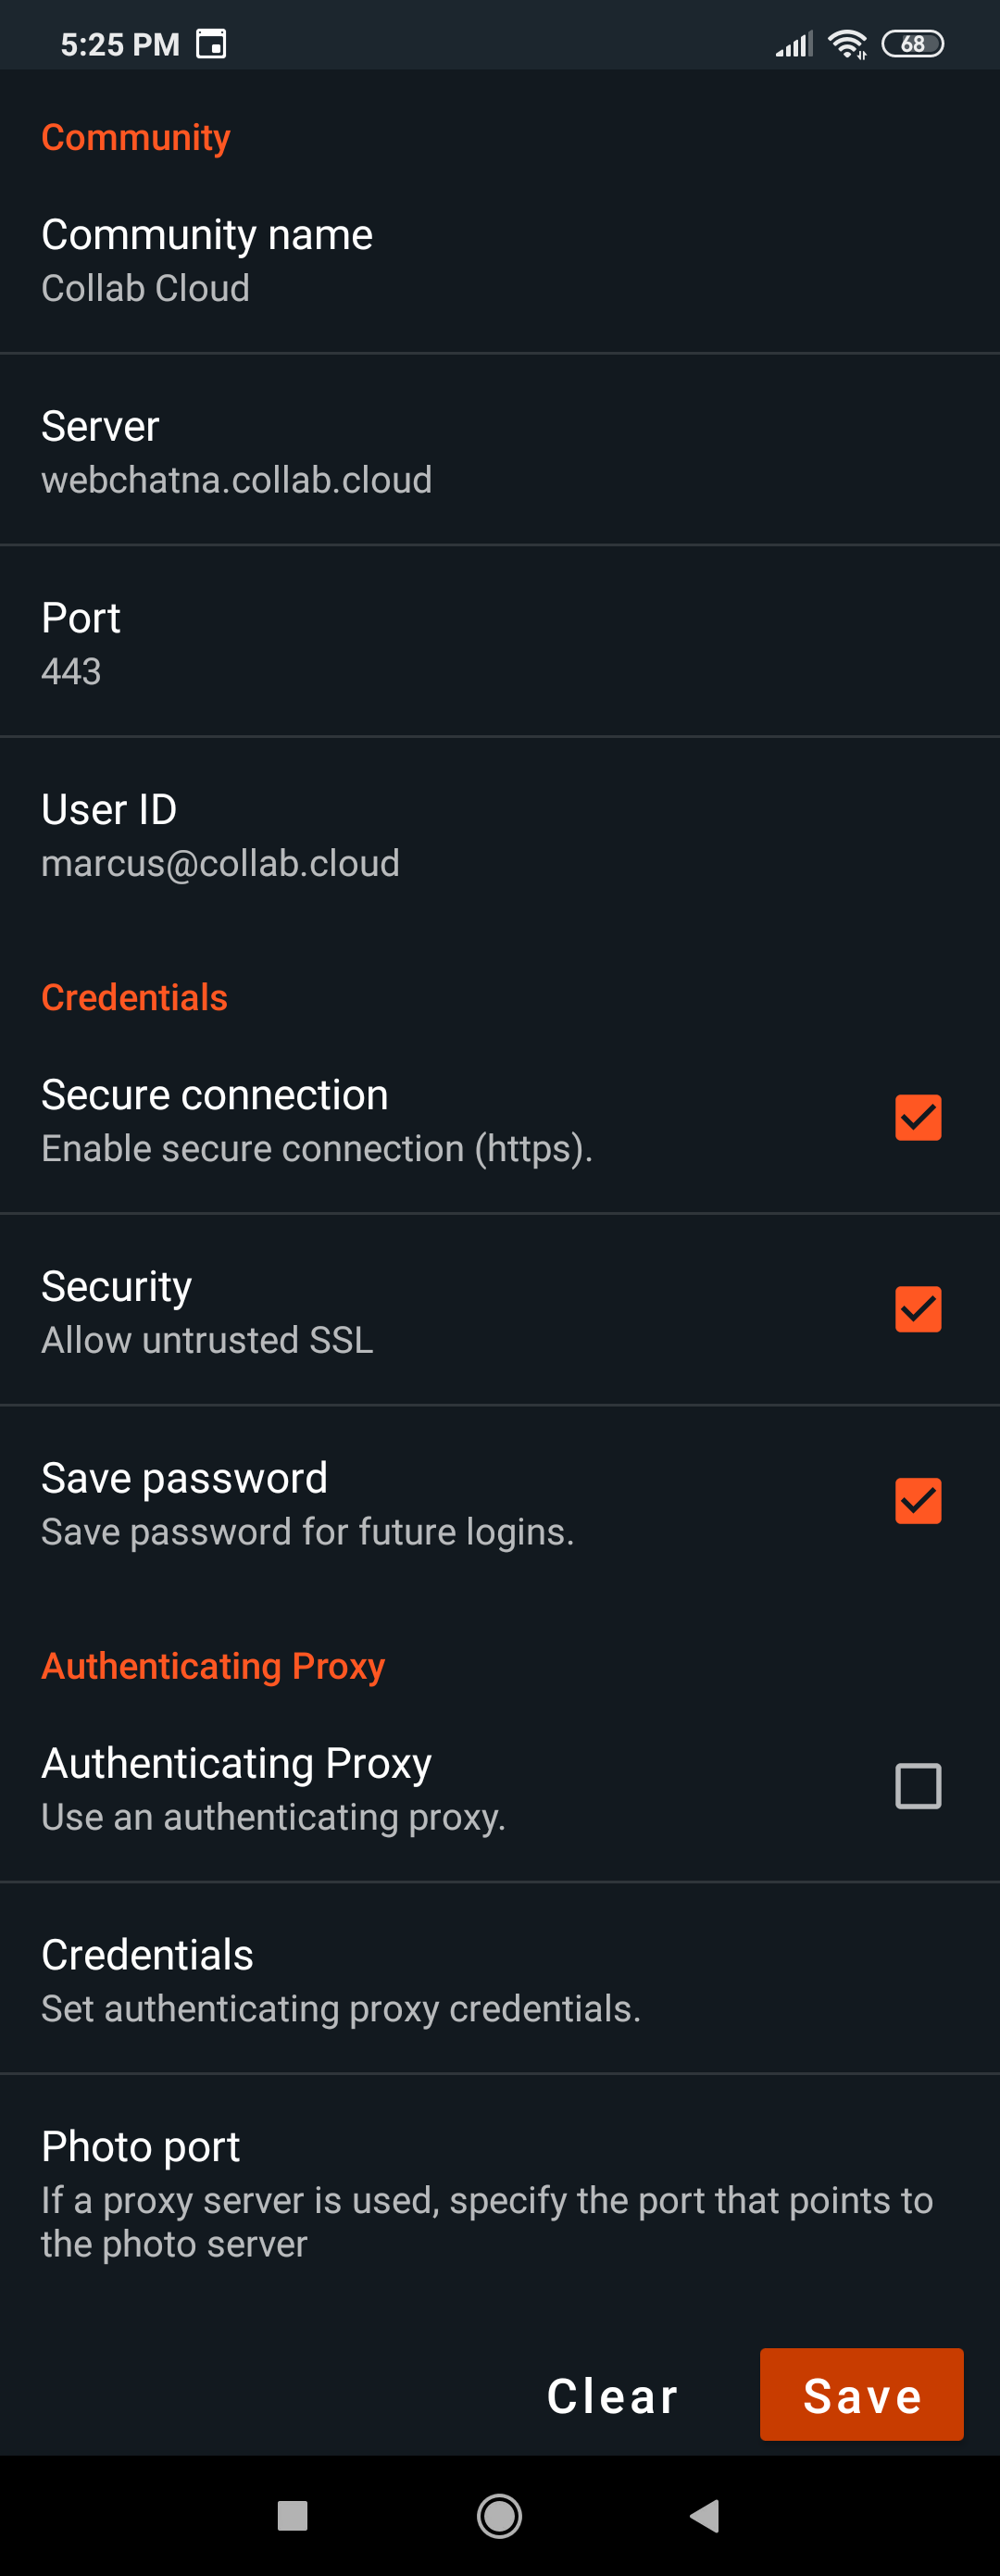 5:25 PM 68
Community
Community name
Collab Cloud
Server
webchatna.collab.cloud
Port
443
User ID
marcus@collab.cloud
Credentials
Secure connection
Enable secure connection (https).
Security
Allow untrusted SSL
Save password
Save password for future logins.
Authenticating Proxy
Authenticating Proxy
Use an authenticating proxy.
Credentials
Set authenticating proxy credentials.
Photo port
If a proxy server is used, specify the port that points to
the photo server
Clear Save